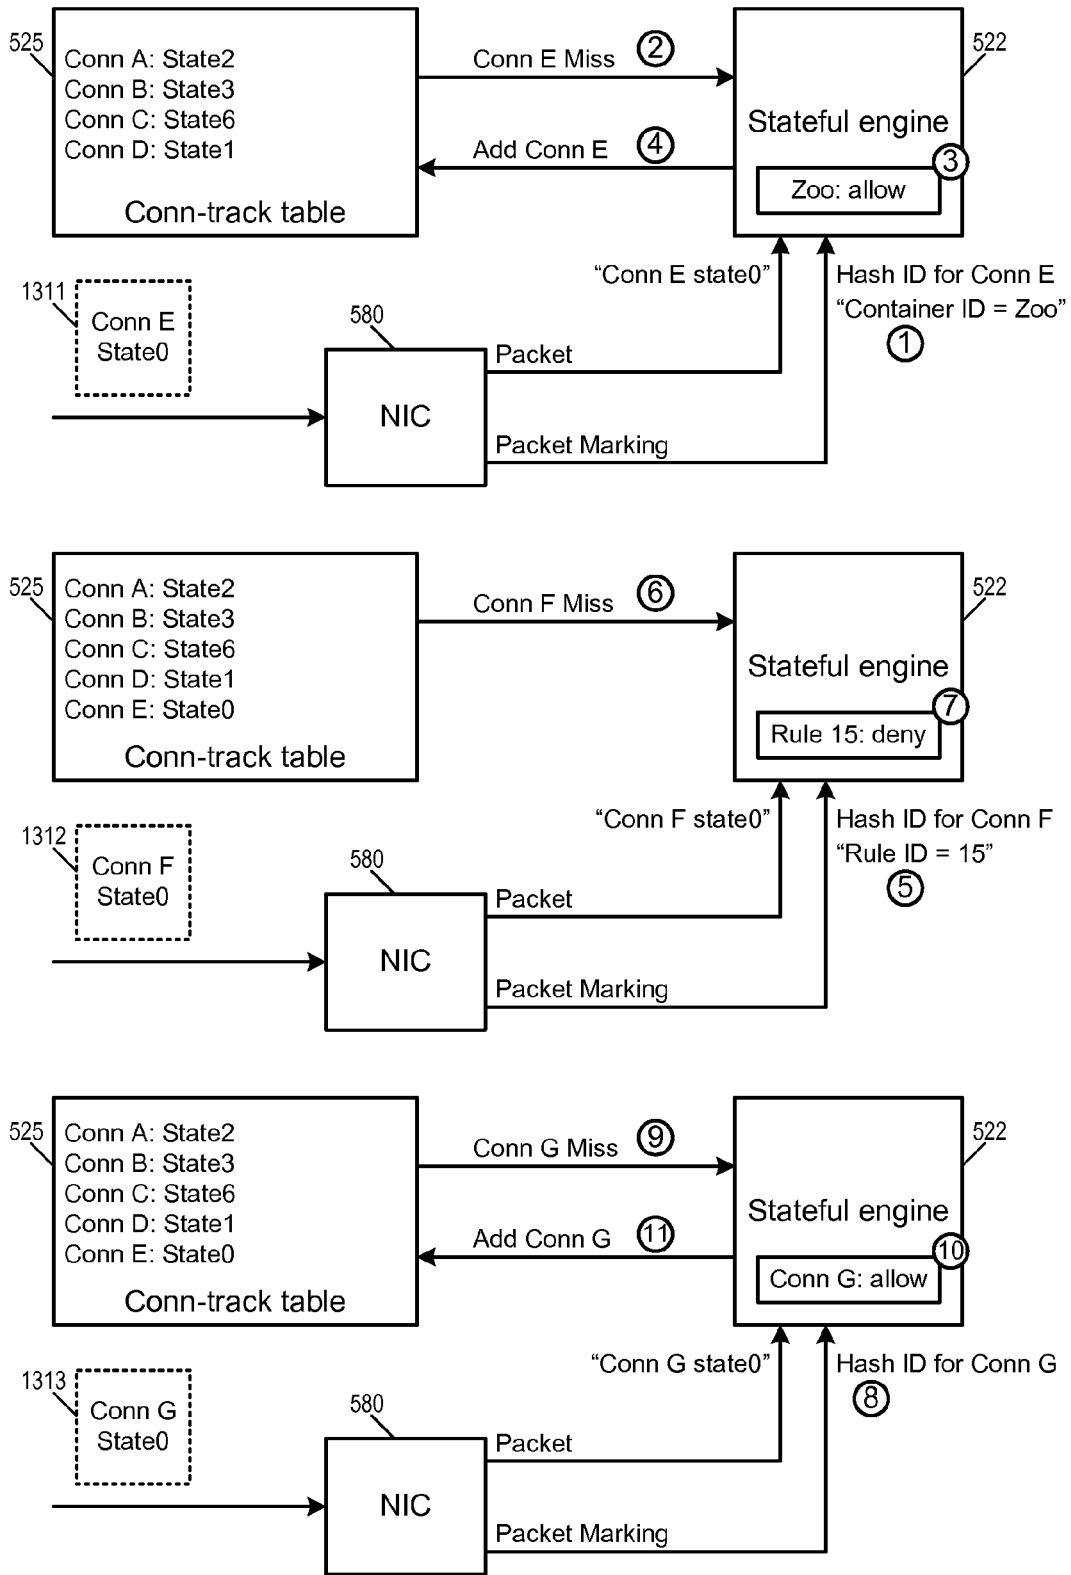 525
Conn A: State2
Conn B: State3
Conn C: State6
Conn D: State1
Conn-track table
Conn E Miss ②
Add Conn E ④
522
Stateful engine
③
Zoo: allow
1311
Conn E
State0
580
NIC
Packet
Packet Marking
“Conn E state0”
Hash ID for Conn E
“Container ID = Zoo”
①
525
Conn A: State2
Conn B: State3
Conn C: State6
Conn D: State1
Conn E: State0
Conn-track table
Conn F Miss ⑥
522
Stateful engine
⑦
Rule 15: deny
1312
Conn F
State0
580
NIC
Packet
Packet Marking
“Conn F state0”
Hash ID for Conn F
“Rule ID = 15”
⑤
525
Conn A: State2
Conn B: State3
Conn C: State6
Conn D: State1
Conn E: State0
Conn-track table
Conn G Miss ⑨
Add Conn G ⑪
522
Stateful engine
⑩
Conn G: allow
1313
Conn G
State0
580
NIC
Packet
Packet Marking
“Conn G state0”
Hash ID for Conn G
⑧